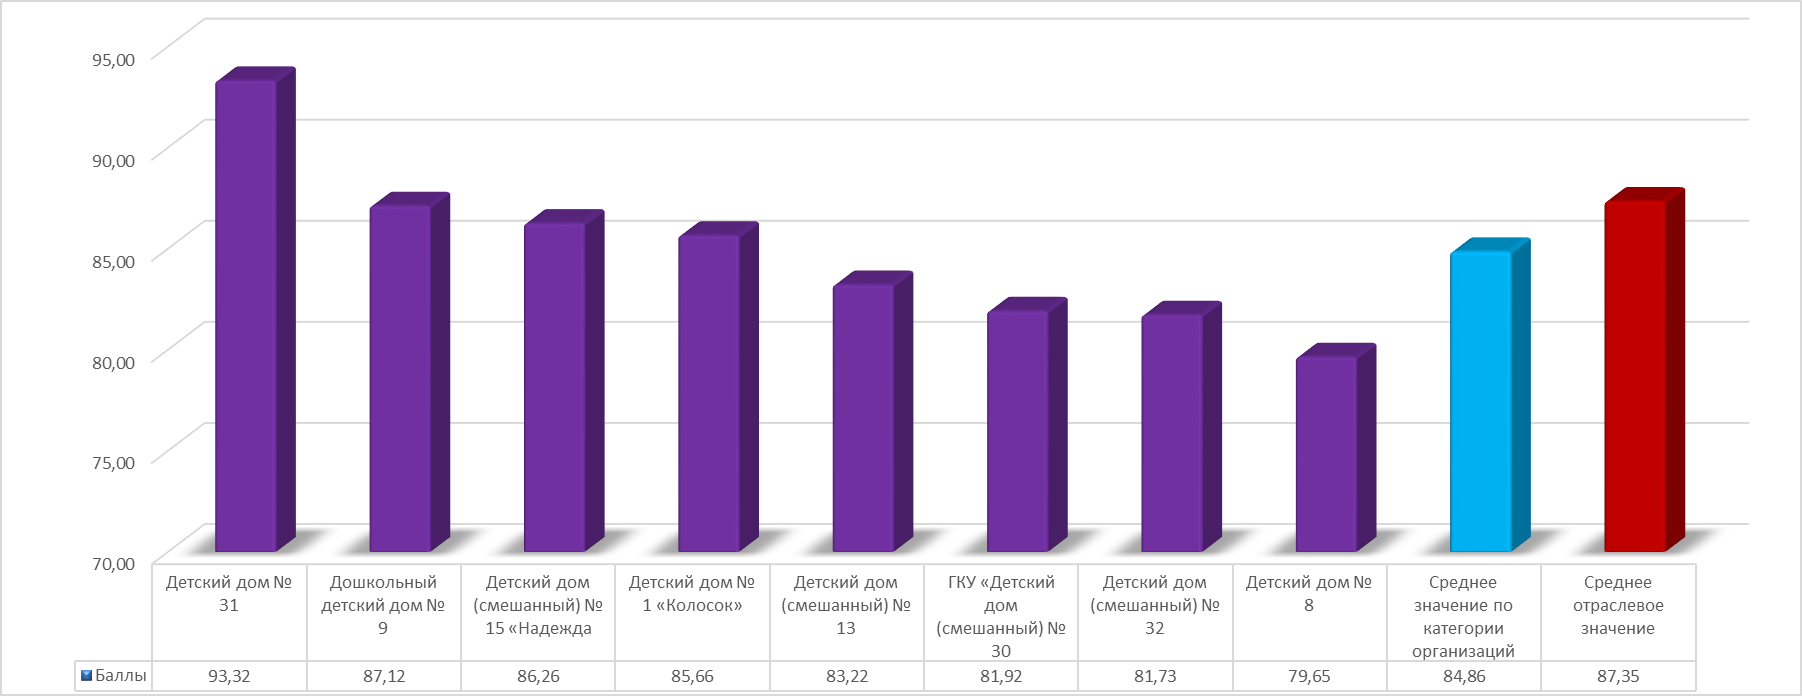 95,00
90,00
85,00
80,00
75,00
70,00
Детский дом №
31
Дошкольный
детский дом №
9
Детский дом
(смешанный) №
15 «Надежда
Детский дом №
1 «Колосок»
Детский дом
(смешанный) №
13
ГКУ «Детский
дом
(смешанный) №
30
Детский дом
(смешанный) №
32
Детский дом №
8
Среднее
значение по
категории
организаций
Среднее
отраслевое
значение
Баллы 93,32 87,12 86,26 85,66 83,22 81,92 81,73 79,65 84,86 87,35